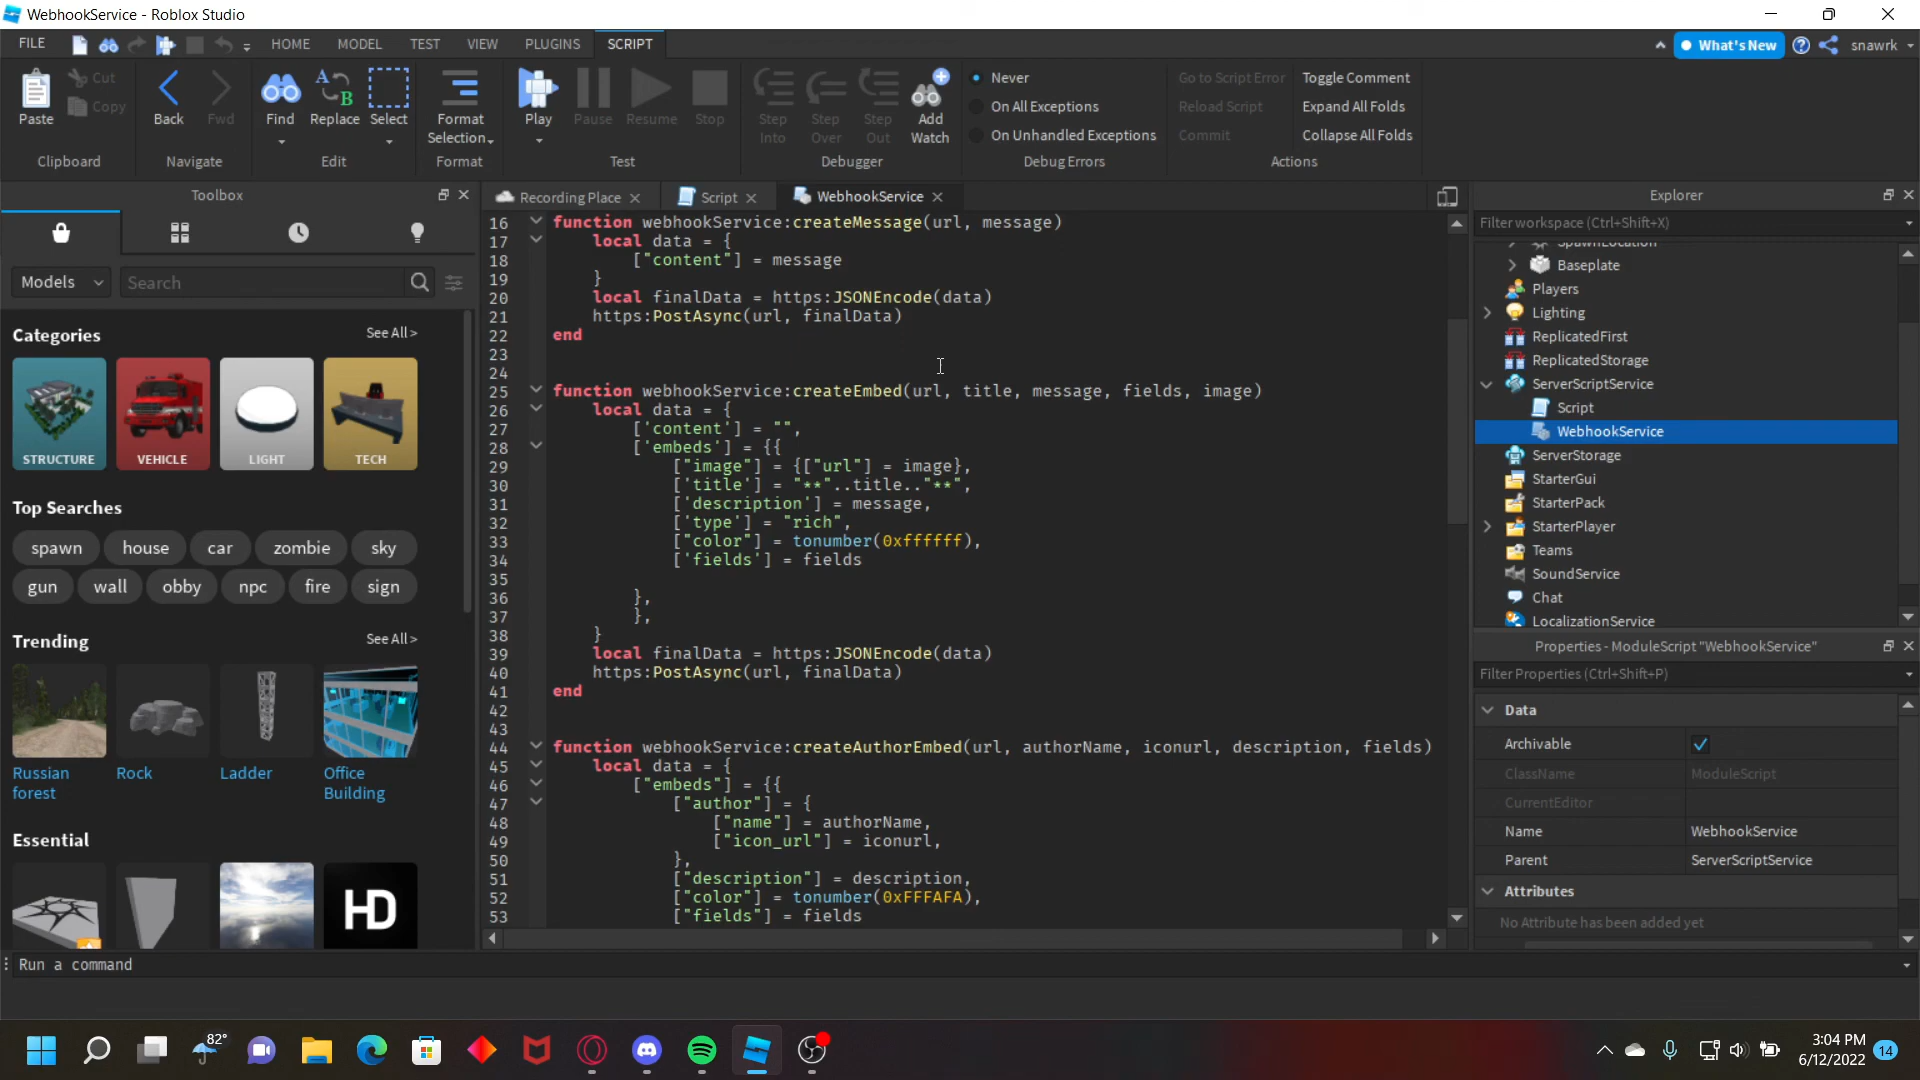 WebhookService - Roblox Studio
FILE HOME MODEL TEST VIEW PLUGINS SCRIPT What's New snawrk
Paste Cut Copy Back Fwd Find Replace Select Format Selection Play Pause Resume Stop Step Into Step Over Step Out Add Watch
Never Go to Script Error Toggle Comment
On All Exceptions Reload Script Expand All Folds
On Unhandled Exceptions Commit Collapse All Folds
Clipboard Navigate Edit Format Test Debugger Debug Errors Actions
Toolbox
Models Search
Categories See All >
STRUCTURE VEHICLE LIGHT TECH
Top Searches
spawn house car zombie sky
gun wall obby npc fire sign
Trending See All >
Russian forest Rock Ladder Office Building
Essential
HD
Recording Place Script WebhookService
16 function webhookService:createMessage(url, message)
17 local data = {
18 ["content"] = message
19 }
20 local finalData = https:JSONEncode(data)
21 https:PostAsync(url, finalData)
22 end
23
24
25 function webhookService:createEmbed(url, title, message, fields, image)
26 local data = {
27 ['content'] = "",
28 ['embeds'] = {{
29 ["image"] = {["url"] = image},
30 ['title'] = "**"..title.."**",
31 ['description'] = message,
32 ['type'] = "rich",
33 ["color"] = tonumber(0xffffff),
34 ['fields'] = fields
35
36 },
37 },
38 }
39 local finalData = https:JSONEncode(data)
40 https:PostAsync(url, finalData)
41 end
42
43
44 function webhookService:createAuthorEmbed(url, authorName, iconurl, description, fields)
45 local data = {
46 ["embeds"] = {{
47 ["author"] = {
48 ["name"] = authorName,
49 ["icon_url"] = iconurl,
50 },
51 ["description"] = description,
52 ["color"] = tonumber(0xFFFAFA),
53 ["fields"] = fields
Explorer
Filter workspace (Ctrl+Shift+X)
SpawnLocation
Baseplate
Players
Lighting
ReplicatedFirst
ReplicatedStorage
ServerScriptService
Script
WebhookService
ServerStorage
StarterGui
StarterPack
StarterPlayer
Teams
SoundService
Chat
LocalizationService
Properties - ModuleScript "WebhookService"
Filter Properties (Ctrl+Shift+P)
Data
Archivable
ClassName ModuleScript
CurrentEditor
Name WebhookService
Parent ServerScriptService
Attributes
No Attribute has been added yet
Run a command
82°
3:04 PM
6/12/2022 14